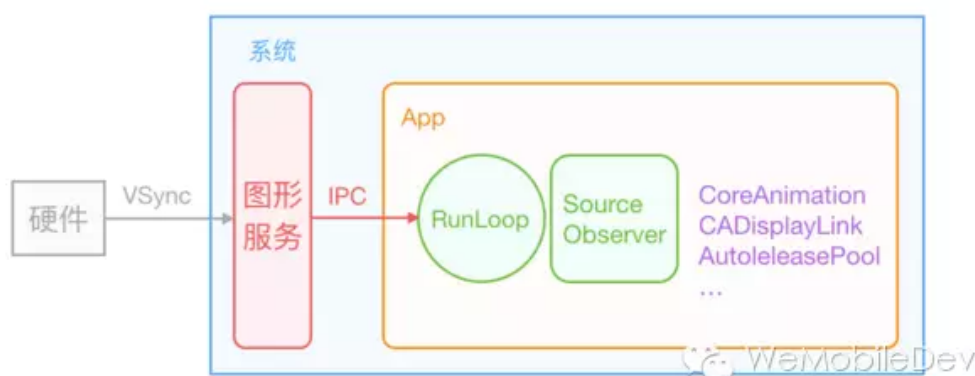 系统
App
硬件
VSync
图形
服务
IPC
RunLoop
Source
Observer
CoreAnimation
CADisplayLink
AutoleleasePool
...
WeMobileDev